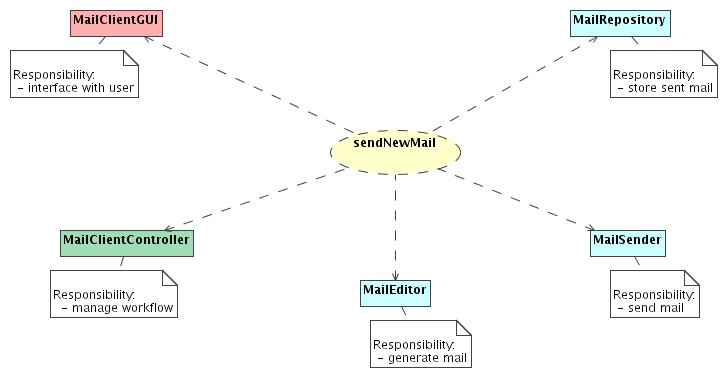 MailClientGUI
Responsibility:
- interface with user
MailRepository
Responsibility:
- store sent mail
sendNewMail
MailClientController
Responsibility:
- manage workflow
MailEditor
Responsibility:
- generate mail
MailSender
Responsibility:
- send mail